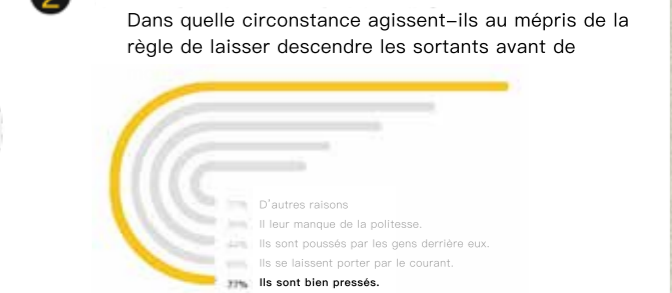 2
Dans quelle circonstance agissent-ils au mépris de la
règle de laisser descendre les sortants avant de
D'autres raisons
Il leur manque de la politesse.
Ils sont poussés par les gens derrière eux.
Ils se laissent porter par le courant.
77% Ils sont bien pressés.